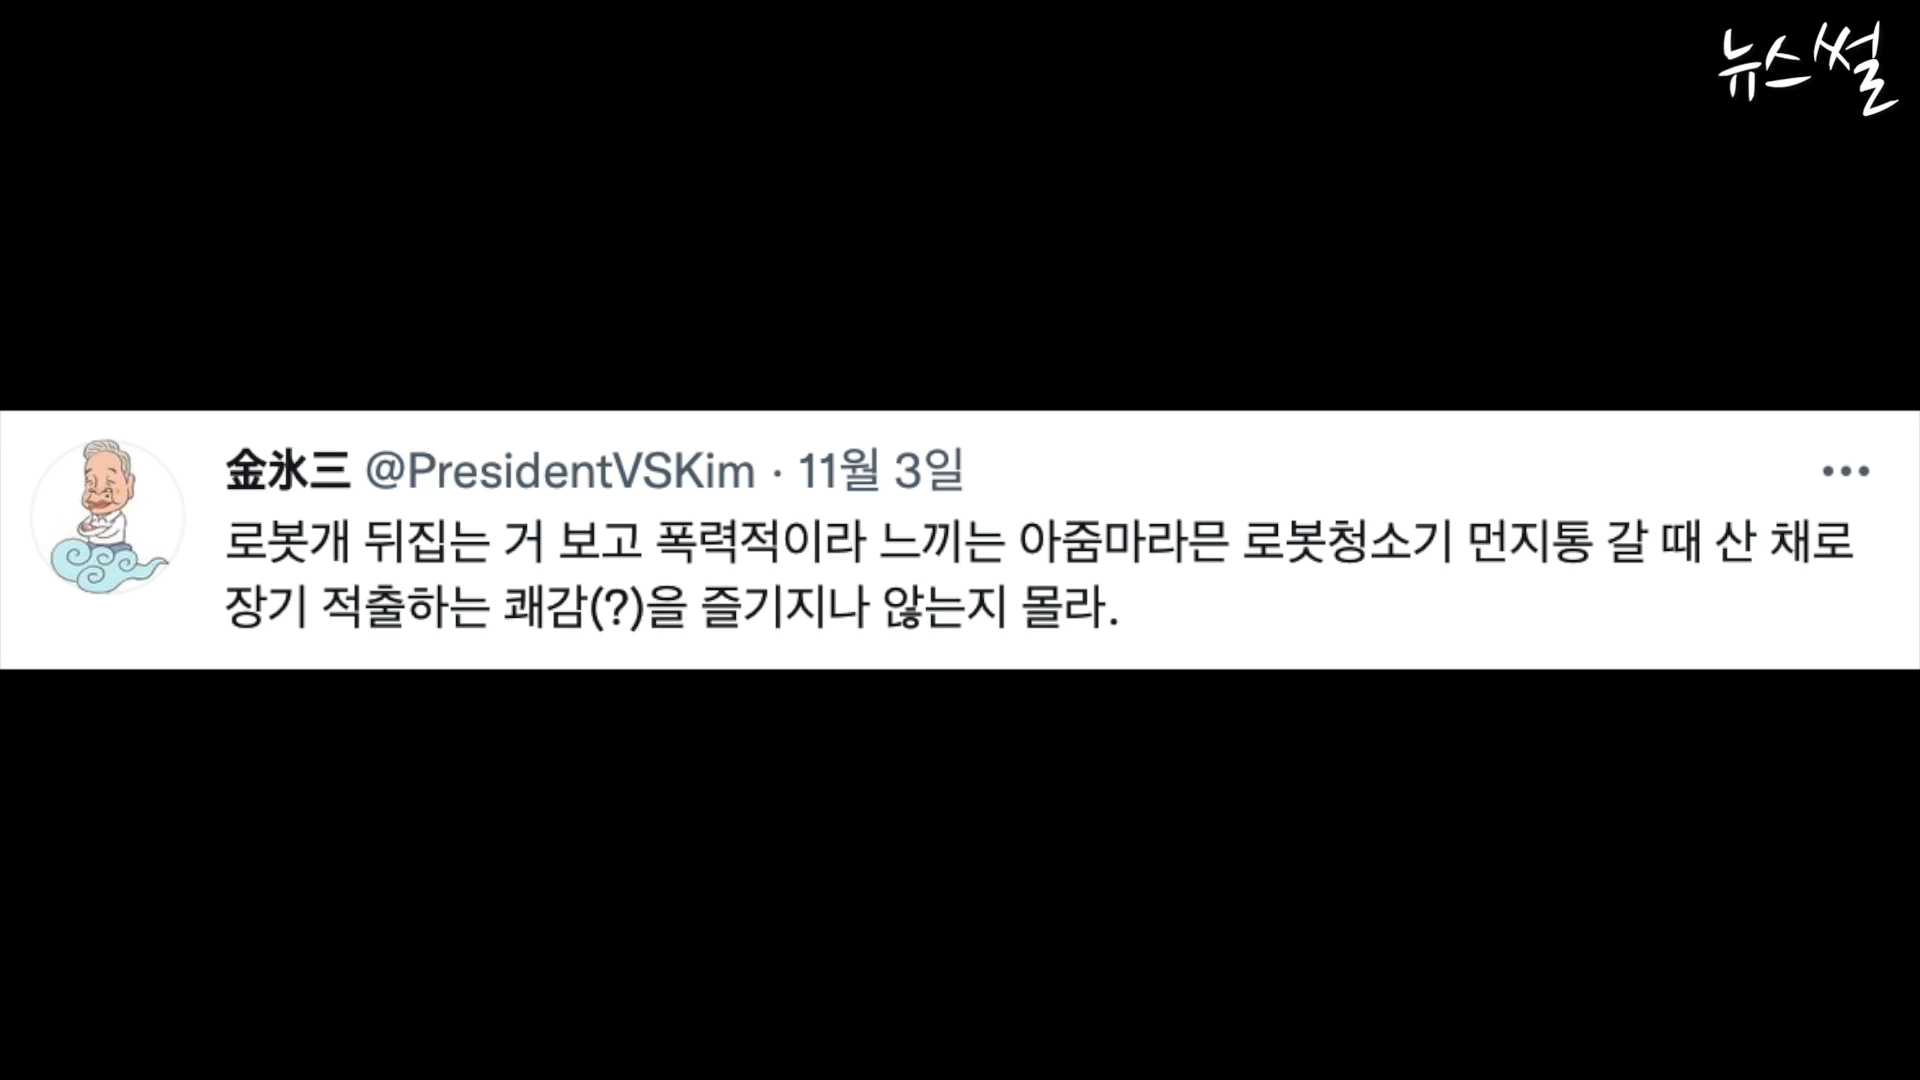 뉴스썰
金氷三 @PresidentVSKim · 11월 3일
로봇개 뒤집는 거 보고 폭력적이라 느끼는 아줌마라믄 로봇청소기 먼지통 갈 때 산 채로
장기 적출하는 쾌감(?)을 즐기지나 않는지 몰라.